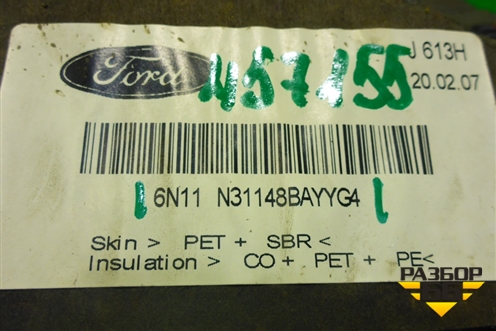 J 613H
Ford
457155
20.02.07
6N11 N31148BAYYG4
Skin > PET + SBR <
Insulation > CO + PET + PE<
РАЗБОР